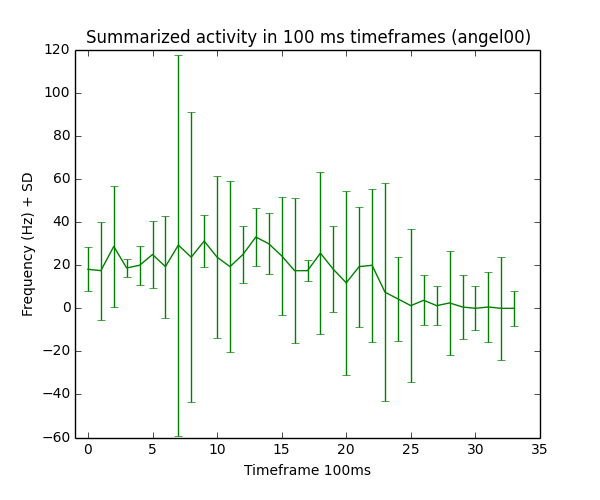 Summarized activity in 100 ms timeframes (angel00)
120
100
80
60
40
20
0
−20
−40
−60
Frequency (Hz) + SD
0 5 10 15 20 25 30 35
Timeframe 100ms